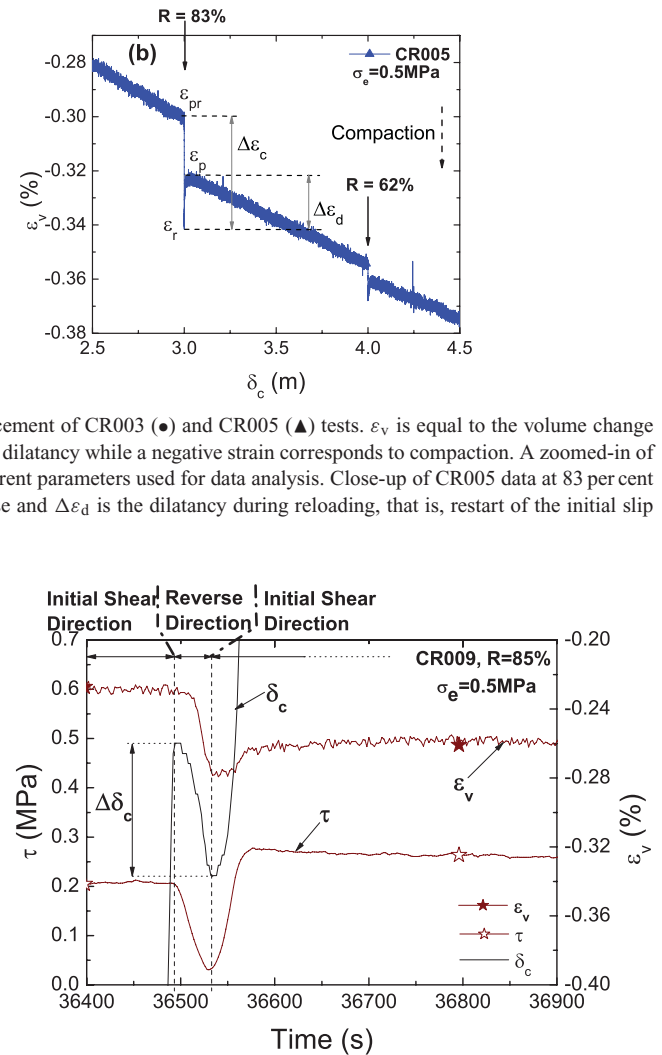 R = 83%
(b)
CR005
σe=0.5MPa
-0.28
-0.30
-0.32
-0.34
-0.36
-0.38
εv (%)
εpr
εp
εr
Δεc
Δεd
Compaction
R = 62%
2.5 3.0 3.5 4.0 4.5
δc (m)
cement of CR003 (●) and CR005 (▲) tests. εv is equal to the volume change
dilatancy while a negative strain corresponds to compaction. A zoomed-in of
rent parameters used for data analysis. Close-up of CR005 data at 83 per cent
e and Δεd is the dilatancy during reloading, that is, restart of the initial slip
Initial Shear Direction
Reverse Direction
Initial Shear Direction
CR009, R=85%
σe=0.5MPa
0.7
0.6
0.5
0.4
0.3
0.2
0.1
0.0
τ (MPa)
-0.20
-0.24
-0.26
-0.28
-0.32
-0.34
-0.38
-0.40
εv (%)
δc
Δδc
τ
εv
εv
τ
δc
36400 36500 36600 36700 36800 36900
Time (s)